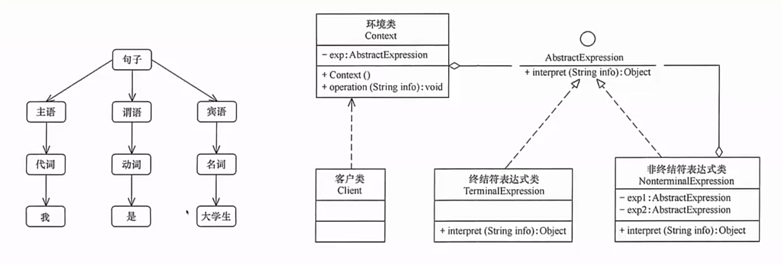 句子
主语
谓语
宾语
代词
动词
名词
我
是
大学生
环境类
Context
- exp:AbstractExpression
+ Context()
+ operation(String info):void
AbstractExpression
+ interpret(String info):Object
客户类
Client
终结符表达式类
TerminalExpression
+ interpret(String info):Object
非终结符表达式类
NonterminalExpression
- exp1:AbstractExpression
- exp2:AbstractExpression
+ interpret(String info):Object